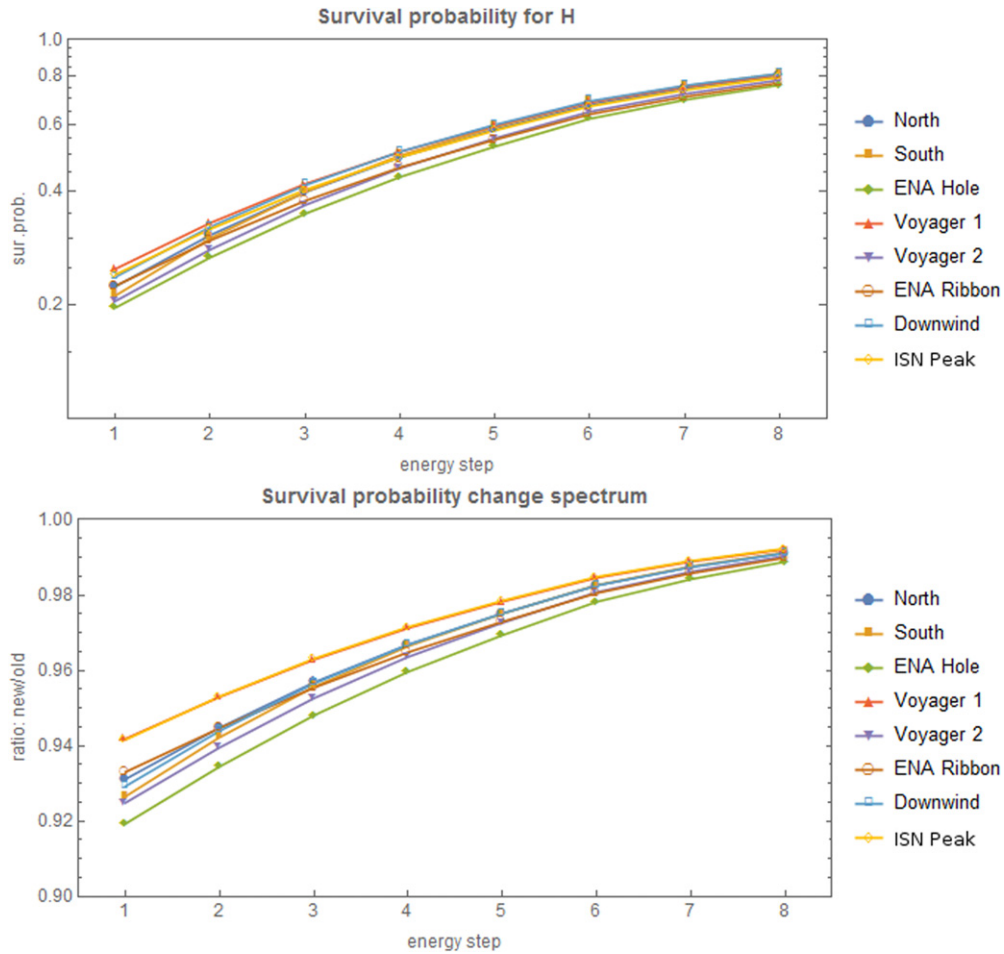 Survival probability for H
1.0
0.8
0.6
0.4
0.2
sur .prob.
1 2 3 4 5 6 7 8
energy step
North
South
ENA Hole
Voyager 1
Voyager 2
ENA Ribbon
Downwind
ISN Peak
Survival probability change spectrum
1.00
0.98
0.96
0.94
0.92
0.90
ratio: new/old
1 2 3 4 5 6 7 8
energy step
North
South
ENA Hole
Voyager 1
Voyager 2
ENA Ribbon
Downwind
ISN Peak